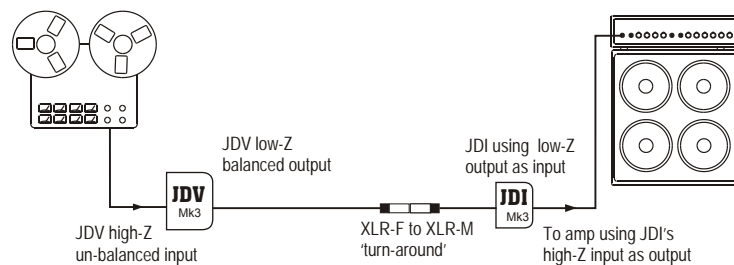 JDV low-Z
balanced output
JDI using low-Z
output as input
JDV
Mk3
JDI
Mk3
JDV high-Z
un-balanced input
XLR-F to XLR-M
'turn-around'
To amp using JDI's
high-Z input as output